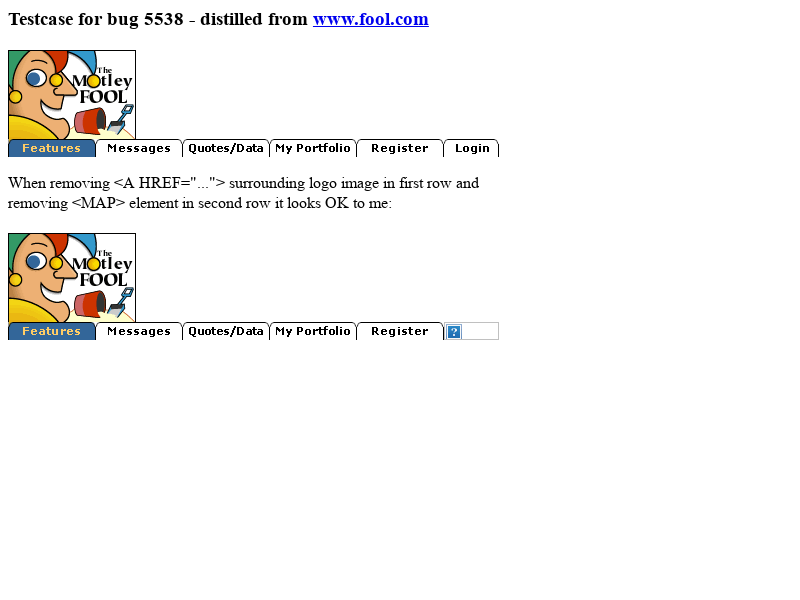 Testcase for bug 5538 - distilled from www.fool.com
The
Motley
FOOL
Features Messages Quotes/Data My Portfolio Register Login
When removing <A HREF="..."> surrounding logo image in first row and
removing <MAP> element in second row it looks OK to me:
The
Motley
FOOL
Features Messages Quotes/Data My Portfolio Register ?